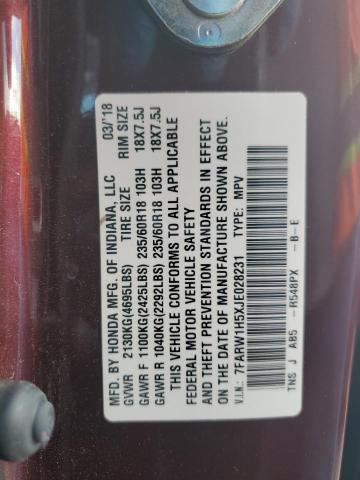 MFD. BY HONDA MFG. OF INDIANA, LLC 03/'18
GVWR 2130KG(4695LBS) TIRE SIZE RIM SIZE
GAWR F 1100KG(2425LBS) 235/60R18 103H 18X7.5J
GAWR R 1040KG(2292LBS) 235/60R18 103H 18X7.5J
THIS VEHICLE CONFORMS TO ALL APPLICABLE
FEDERAL MOTOR VEHICLE SAFETY
AND THEFT PREVENTION STANDARDS IN EFFECT
ON THE DATE OF MANUFACTURE SHOWN ABOVE.
V.I.N.: 7FARW1H5XJE028231 TYPE: MPV
TNS J A85 - R548PX -B-E